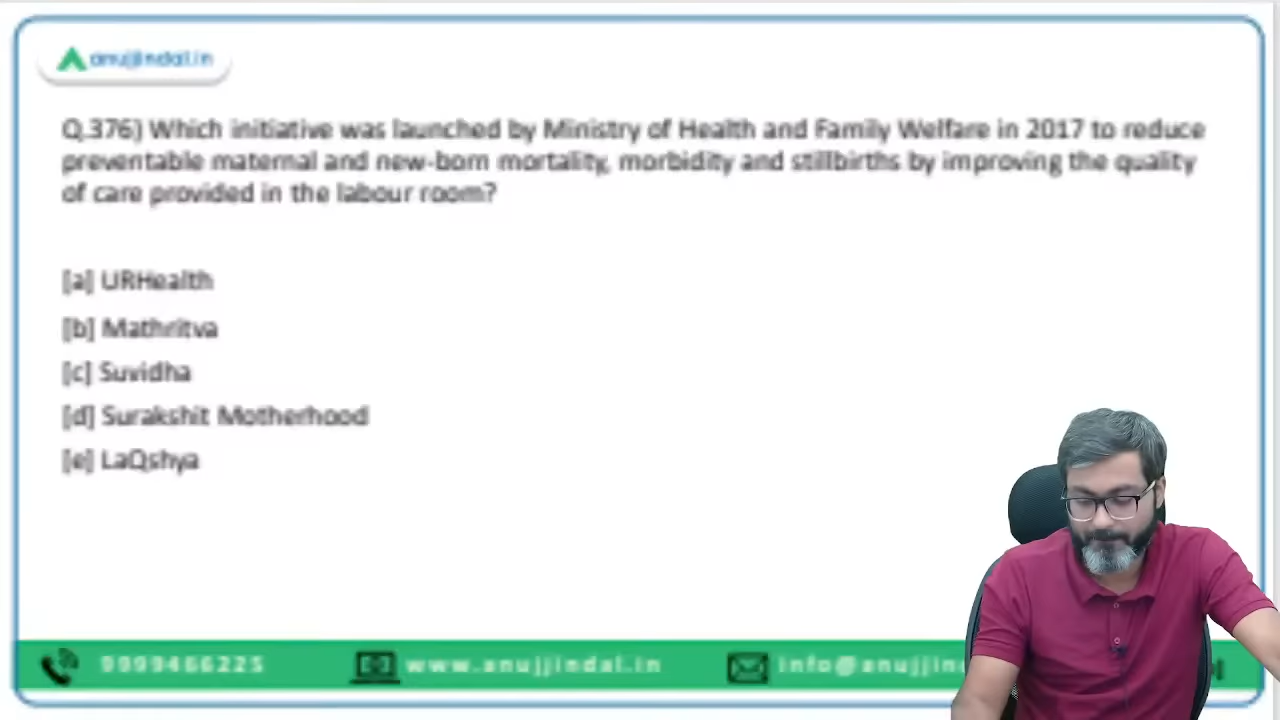 anujjindal.in
Q.376) Which initiative was launched by Ministry of Health and Family Welfare in 2017 to reduce
preventable maternal and new-born mortality, morbidity and stillbirths by improving the quality
of care provided in the labour room?
[a] URHealth
[b] Mathritva
[c] Suvidha
[d] Surakshit Motherhood
[e] LaQshya
9999466225
www.anujjindal.in
info@anujjin